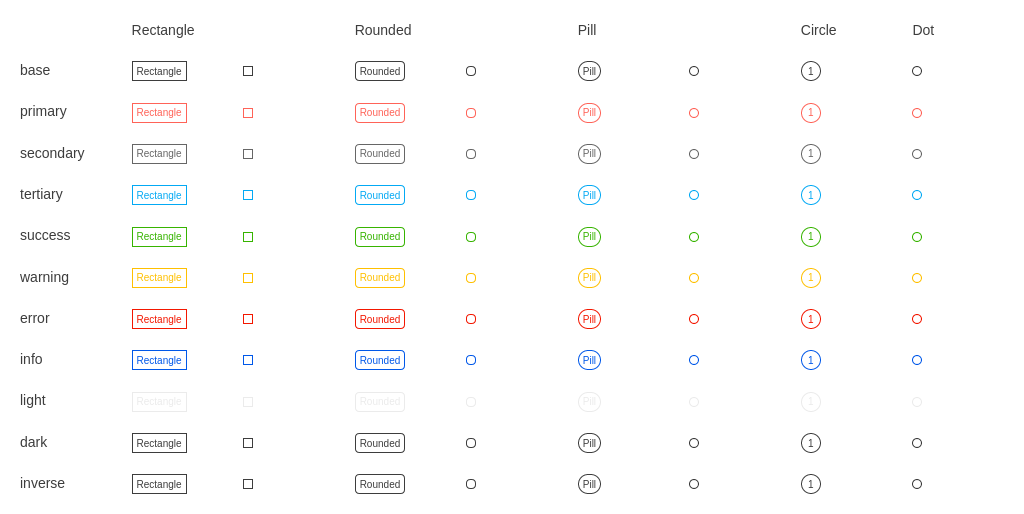 Rectangle Rounded Pill Circle Dot
base Rectangle Rounded Pill 1
primary Rectangle Rounded Pill 1
secondary Rectangle Rounded Pill 1
tertiary Rectangle Rounded Pill 1
success Rectangle Rounded Pill 1
warning Rectangle Rounded Pill 1
error Rectangle Rounded Pill 1
info Rectangle Rounded Pill 1
light Rectangle Rounded Pill 1
dark Rectangle Rounded Pill 1
inverse Rectangle Rounded Pill 1